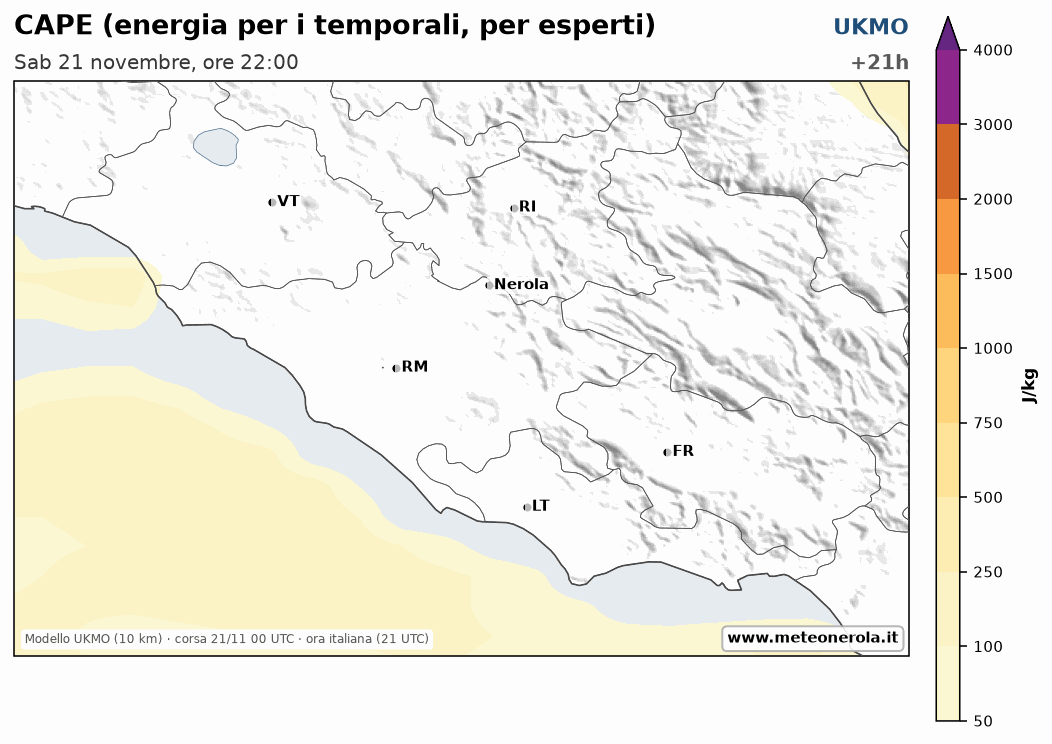 CAPE (energia per i temporali, per esperti)
UKMO
Sab 21 novembre, ore 22:00
+21h
4000
3000
2000
1500
1000
750
500
250
100
50
J/kg
VT
RI
Nerola
RM
FR
LT
Modello UKMO (10 km) · corsa 21/11 00 UTC · ora italiana (21 UTC)
www.meteonerola.it